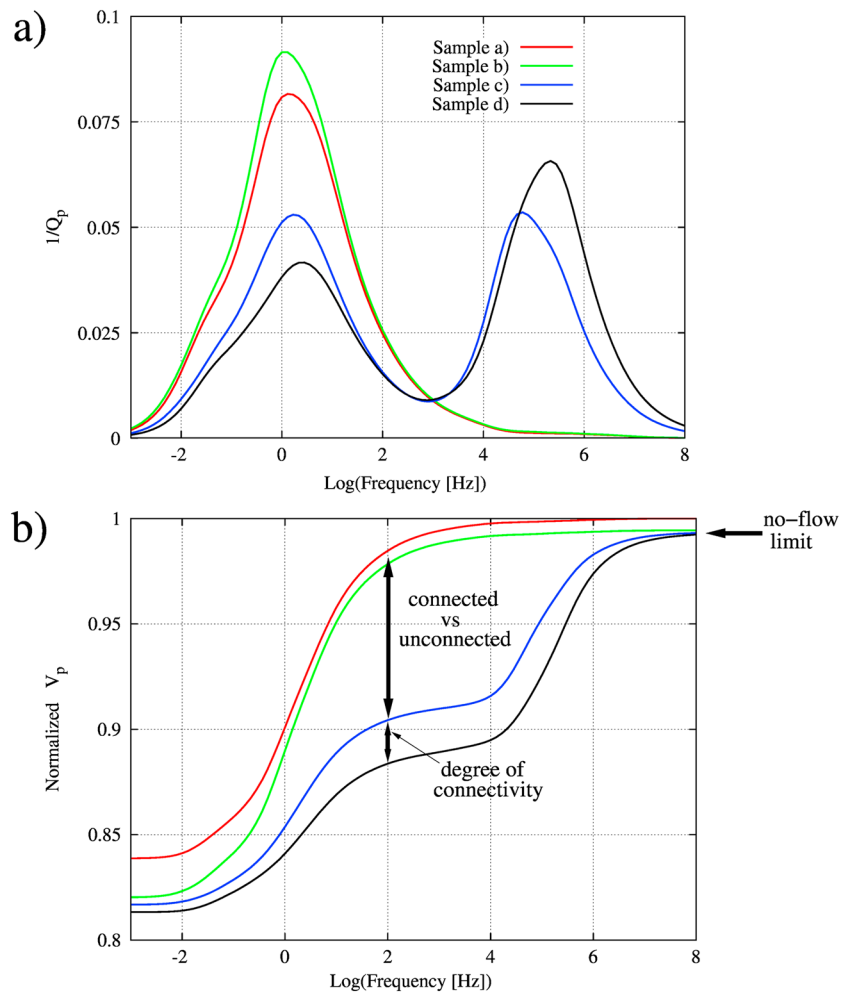 a)
0.1
0.075
0.05
0.025
0
1/Qp
Sample a)
Sample b)
Sample c)
Sample d)
-2
0
2
4
6
8
Log(Frequency [Hz])
b)
1
0.95
0.9
0.85
0.8
Normalized Vp
no-flow
limit
connected
vs
unconnected
degree of
connectivity
-2
0
2
4
6
8
Log(Frequency [Hz])